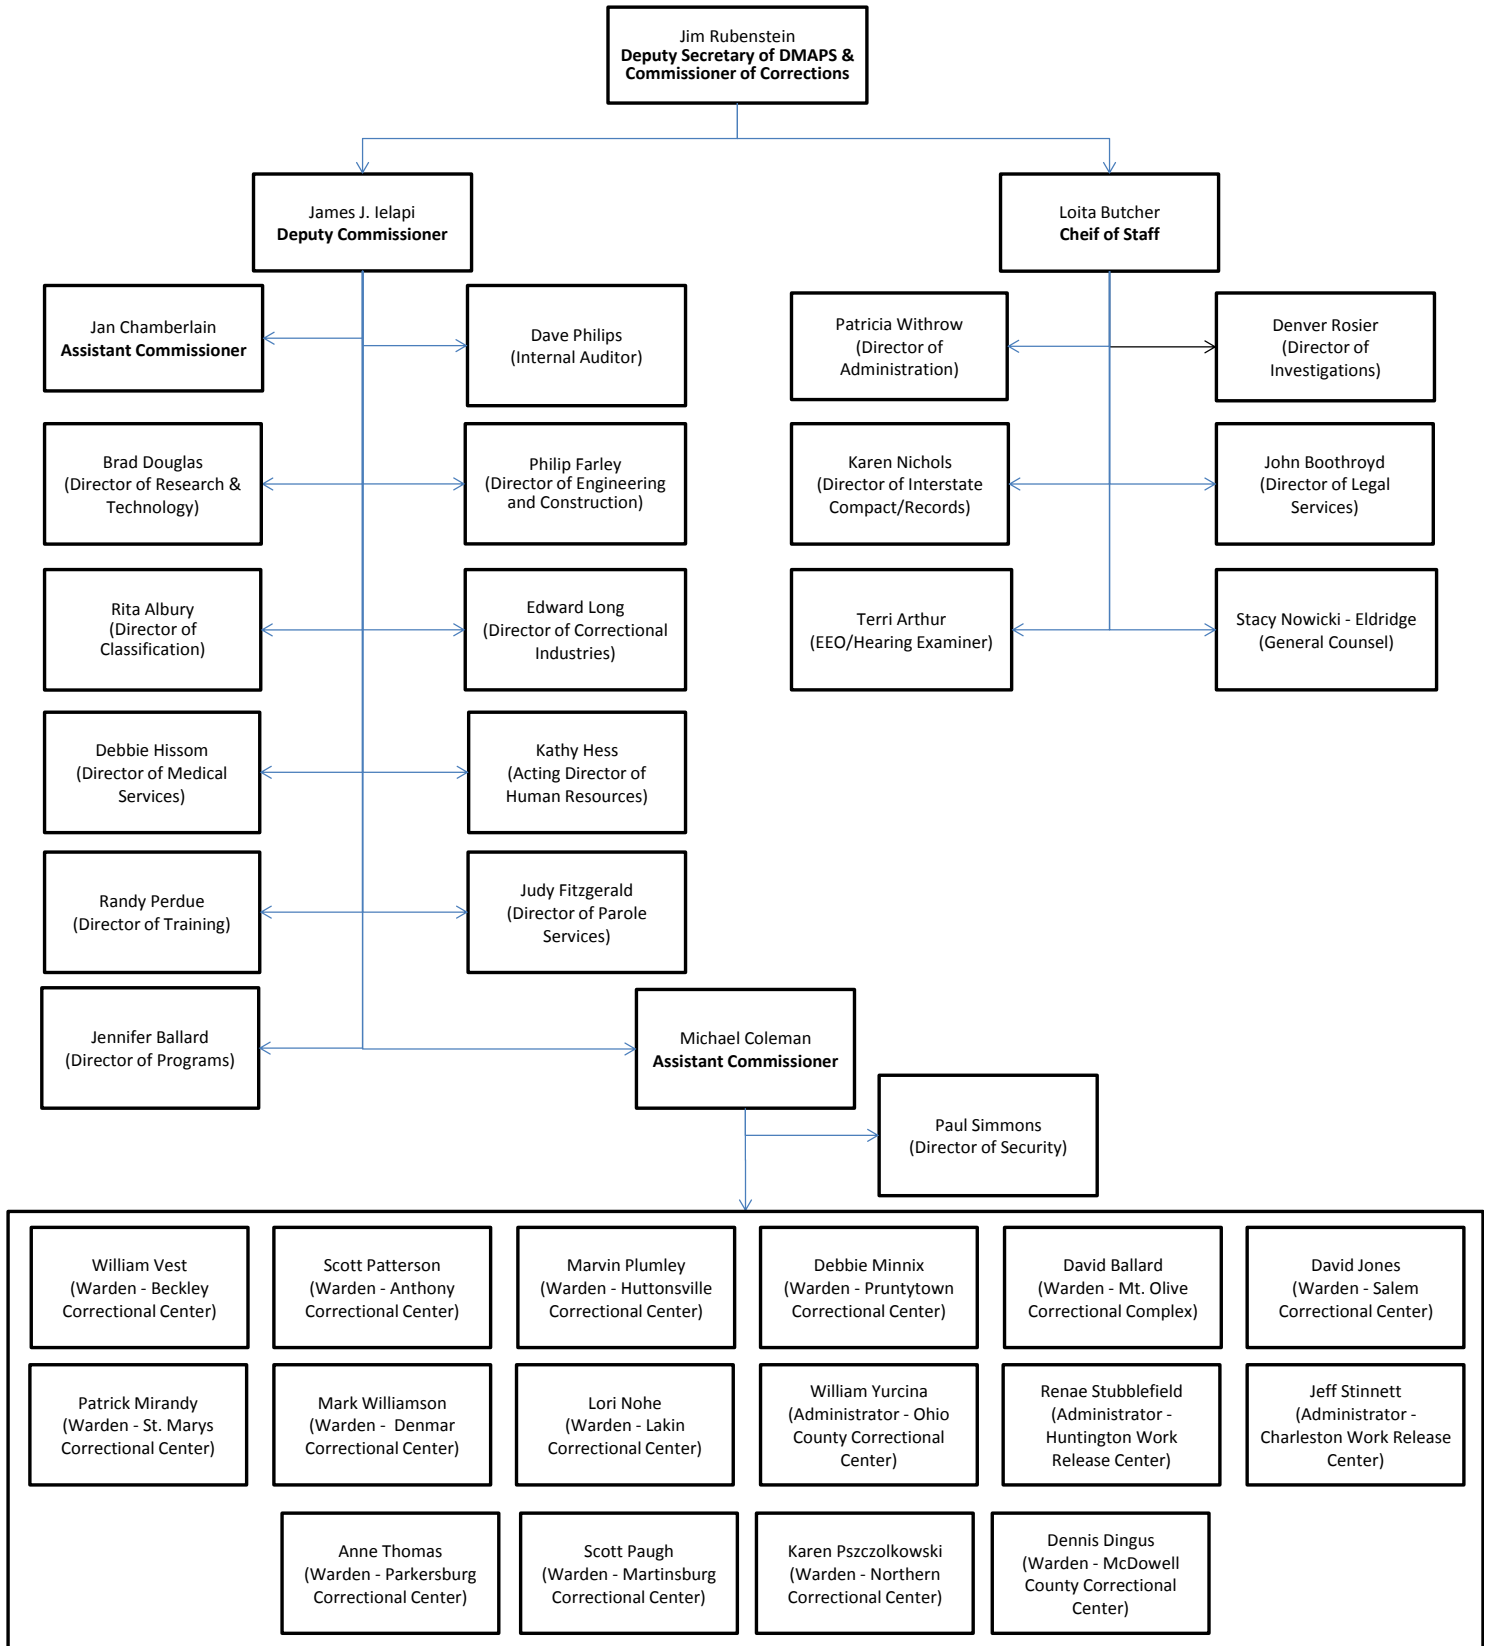 Jim Rubenstein
Deputy Secretary of DMAPS &
Commissioner of Corrections
James J. Ielapi
Deputy Commissioner
Loita Butcher
Cheif of Staff
Jan Chamberlain
Assistant Commissioner
Dave Philips
(Internal Auditor)
Patricia Withrow
(Director of
Administration)
Denver Rosier
(Director of
Investigations)
Brad Douglas
(Director of Research &
Technology)
Philip Farley
(Director of Engineering
and Construction)
Karen Nichols
(Director of Interstate
Compact/Records)
John Boothroyd
(Director of Legal
Services)
Rita Albury
(Director of
Classification)
Edward Long
(Director of Correctional
Industries)
Terri Arthur
(EEO/Hearing Examiner)
Stacy Nowicki - Eldridge
(General Counsel)
Debbie Hissom
(Director of Medical
Services)
Kathy Hess
(Acting Director of
Human Resources)
Randy Perdue
(Director of Training)
Judy Fitzgerald
(Director of Parole
Services)
Jennifer Ballard
(Director of Programs)
Michael Coleman
Assistant Commissioner
Paul Simmons
(Director of Security)
William Vest
(Warden - Beckley
Correctional Center)
Scott Patterson
(Warden - Anthony
Correctional Center)
Marvin Plumley
(Warden - Huttonsville
Correctional Center)
Debbie Minnix
(Warden - Pruntytown
Correctional Center)
David Ballard
(Warden - Mt. Olive
Correctional Complex)
David Jones
(Warden - Salem
Correctional Center)
Patrick Mirandy
(Warden - St. Marys
Correctional Center)
Mark Williamson
(Warden -  Denmar
Correctional Center)
Lori Nohe
(Warden - Lakin
Correctional Center)
William Yurcina
(Administrator - Ohio
County Correctional
Center)
Renae Stubblefield
(Administrator -
Huntington Work
Release Center)
Jeff Stinnett
(Administrator -
Charleston Work Release
Center)
Anne Thomas
(Warden - Parkersburg
Correctional Center)
Scott Paugh
(Warden - Martinsburg
Correctional Center)
Karen Pszczolkowski
(Warden - Northern
Correctional Center)
Dennis Dingus
(Warden - McDowell
County Correctional
Center)